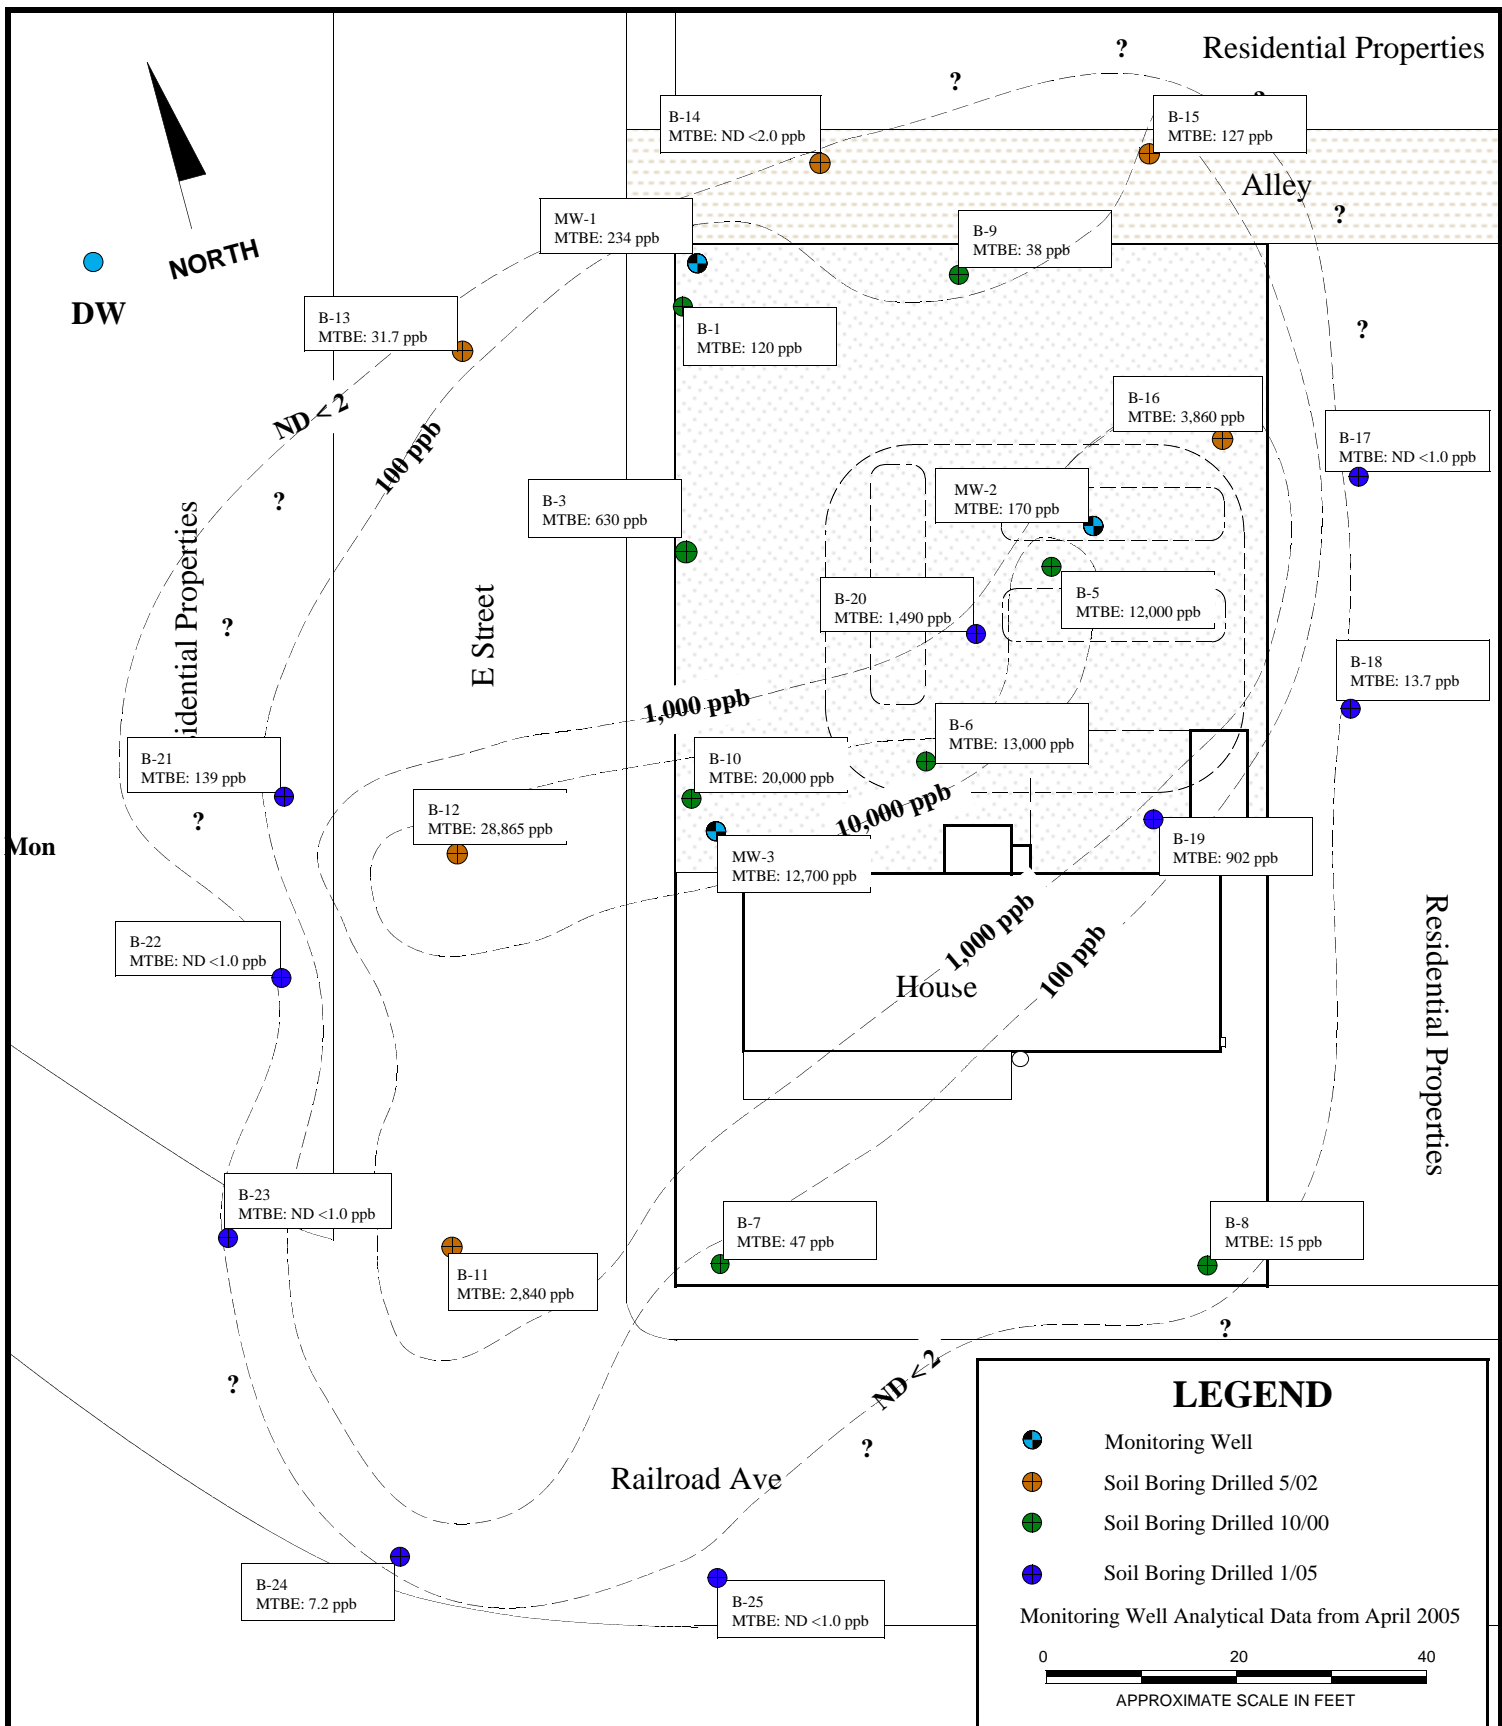 Residential Properties
?
?
?
B-14
MTBE: ND <2.0 ppb
B-15
MTBE: 127 ppb
Alley
?
MW-1
MTBE: 234 ppb
B-9
MTBE: 38 ppb
NORTH
DW
B-13
MTBE: 31.7 ppb
B-1
MTBE: 120 ppb
?
ND < 2
100 ppb
B-16
MTBE: 3,860 ppb
B-17
MTBE: ND <1.0 ppb
?
B-3
MTBE: 630 ppb
MW-2
MTBE: 170 ppb
idential Properties
E Street
?
B-20
MTBE: 1,490 ppb
B-5
MTBE: 12,000 ppb
B-18
MTBE: 13.7 ppb
1,000 ppb
B-6
MTBE: 13,000 ppb
B-21
MTBE: 139 ppb
B-10
MTBE: 20,000 ppb
?
B-12
MTBE: 28,865 ppb
10,000 ppb
Mon
MW-3
MTBE: 12,700 ppb
B-19
MTBE: 902 ppb
B-22
MTBE: ND <1.0 ppb
1,000 ppb
100 ppb
House
Residential Properties
B-23
MTBE: ND <1.0 ppb
B-7
MTBE: 47 ppb
B-8
MTBE: 15 ppb
B-11
MTBE: 2,840 ppb
?
?
ND < 2
?
Railroad Ave
B-24
MTBE: 7.2 ppb
B-25
MTBE: ND <1.0 ppb
LEGEND
Monitoring Well
Soil Boring Drilled 5/02
Soil Boring Drilled 10/00
Soil Boring Drilled 1/05
Monitoring Well Analytical Data from April 2005
0 20 40
APPROXIMATE SCALE IN FEET